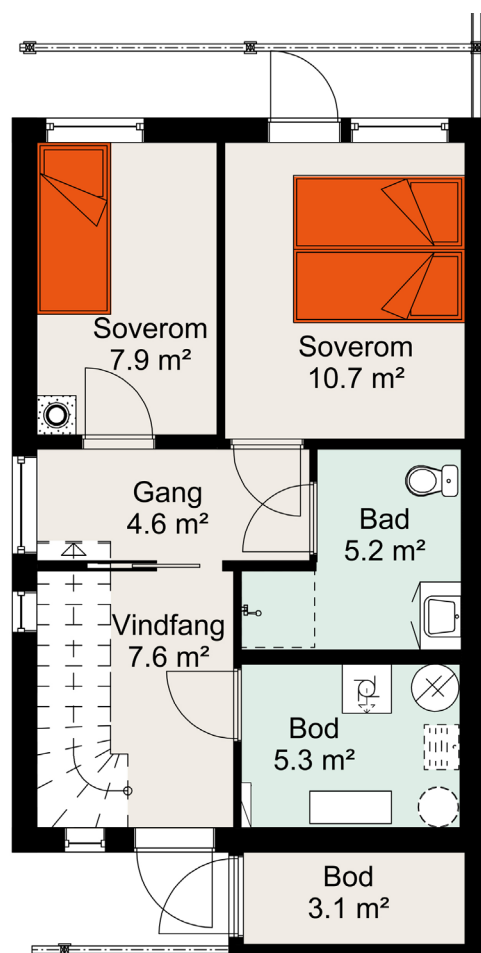 Soverom
7.9 m²
Soverom
10.7 m²
Gang
4.6 m²
Bad
5.2 m²
Vindfang
7.6 m²
Bod
5.3 m²
Bod
3.1 m²